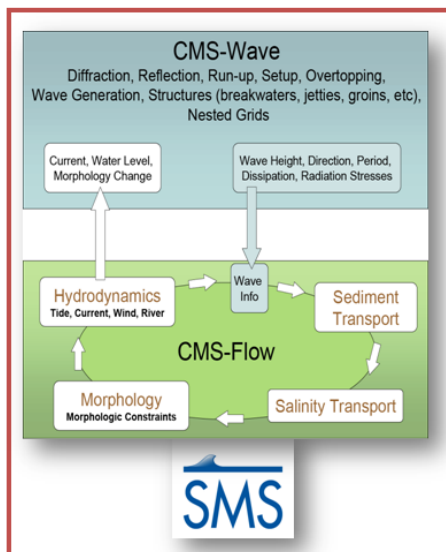 CMS-Wave
Diffraction, Reflection, Run-up, Setup, Overtopping,
Wave Generation, Structures (breakwaters, jetties, groins, etc),
Nested Grids
Current, Water Level,
Morphology Change
Wave Height, Direction, Period,
Dissipation, Radiation Stresses
Hydrodynamics
Tide, Current, Wind, River
Wave
Info
Sediment
Transport
CMS-Flow
Morphology
Morphologic Constraints
Salinity Transport
SMS